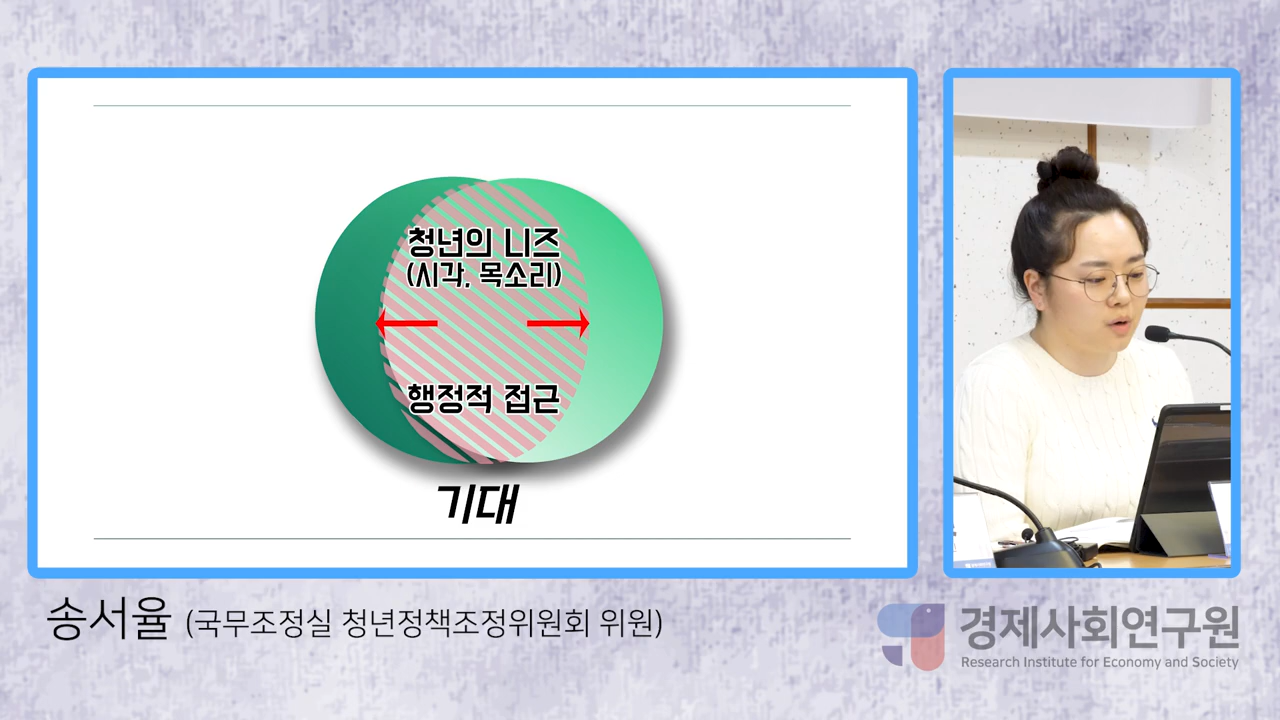 청년의 니즈
(시각, 목소리)
행정적 접근
기대
송서율 (국무조정실 청년정책조정위원회 위원)
경제사회연구원
Research Institute for Economy and Society